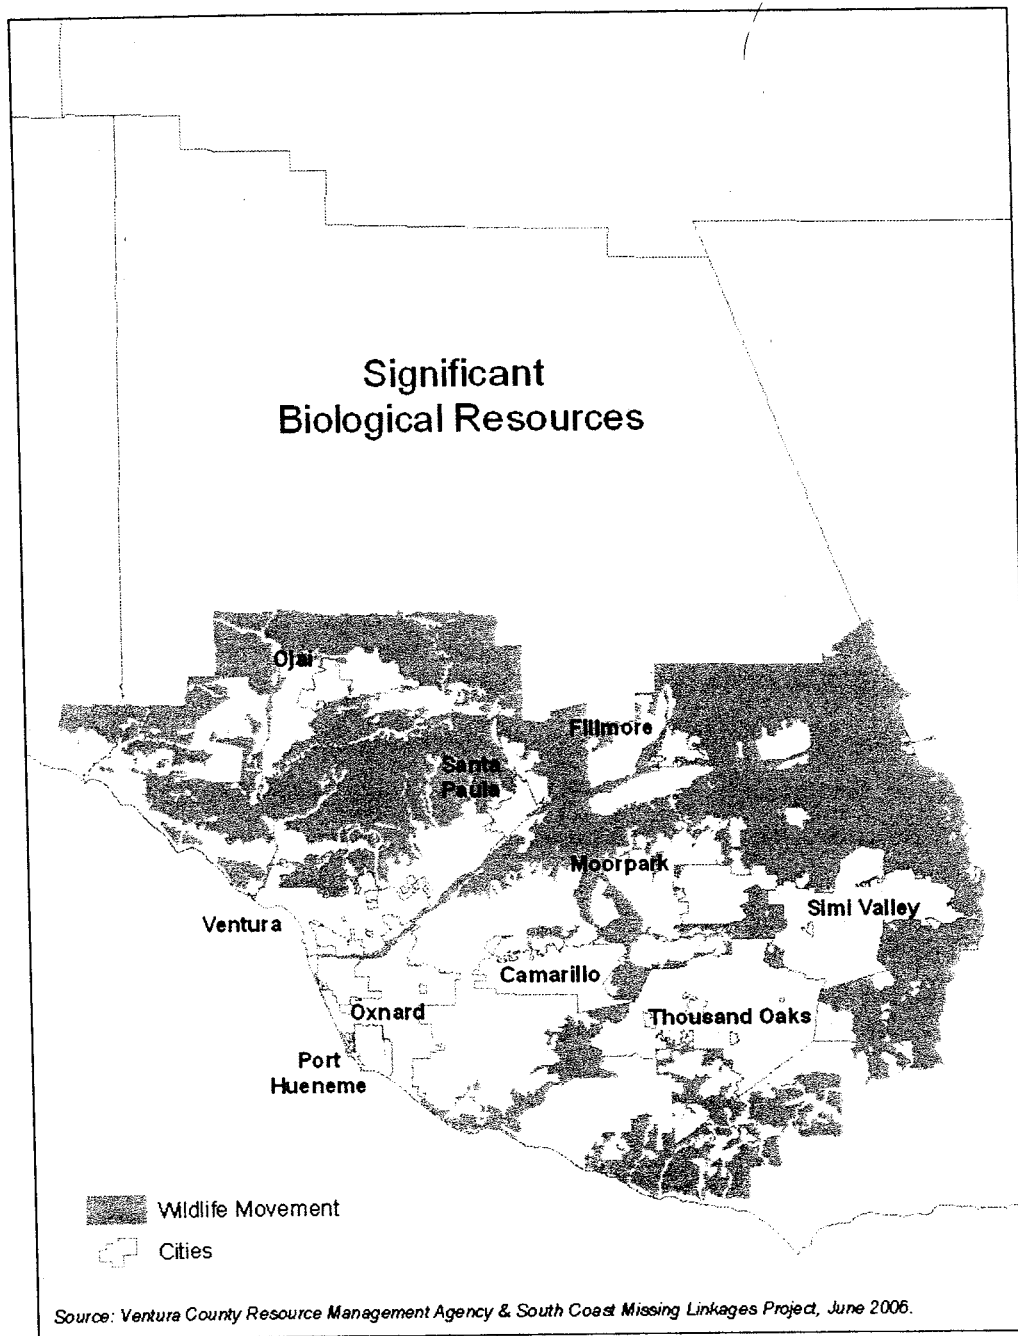 Significant
Biological Resources
Ojai
Fillmore
Santa
Paula
Moorpark
Simi Valley
Ventura
Camarillo
Oxnard
Thousand Oaks
Port
Hueneme
Wildlife Movement
Cities
Source: Ventura County Resource Management Agency & South Coast Missing Linkages Project, June 2006.